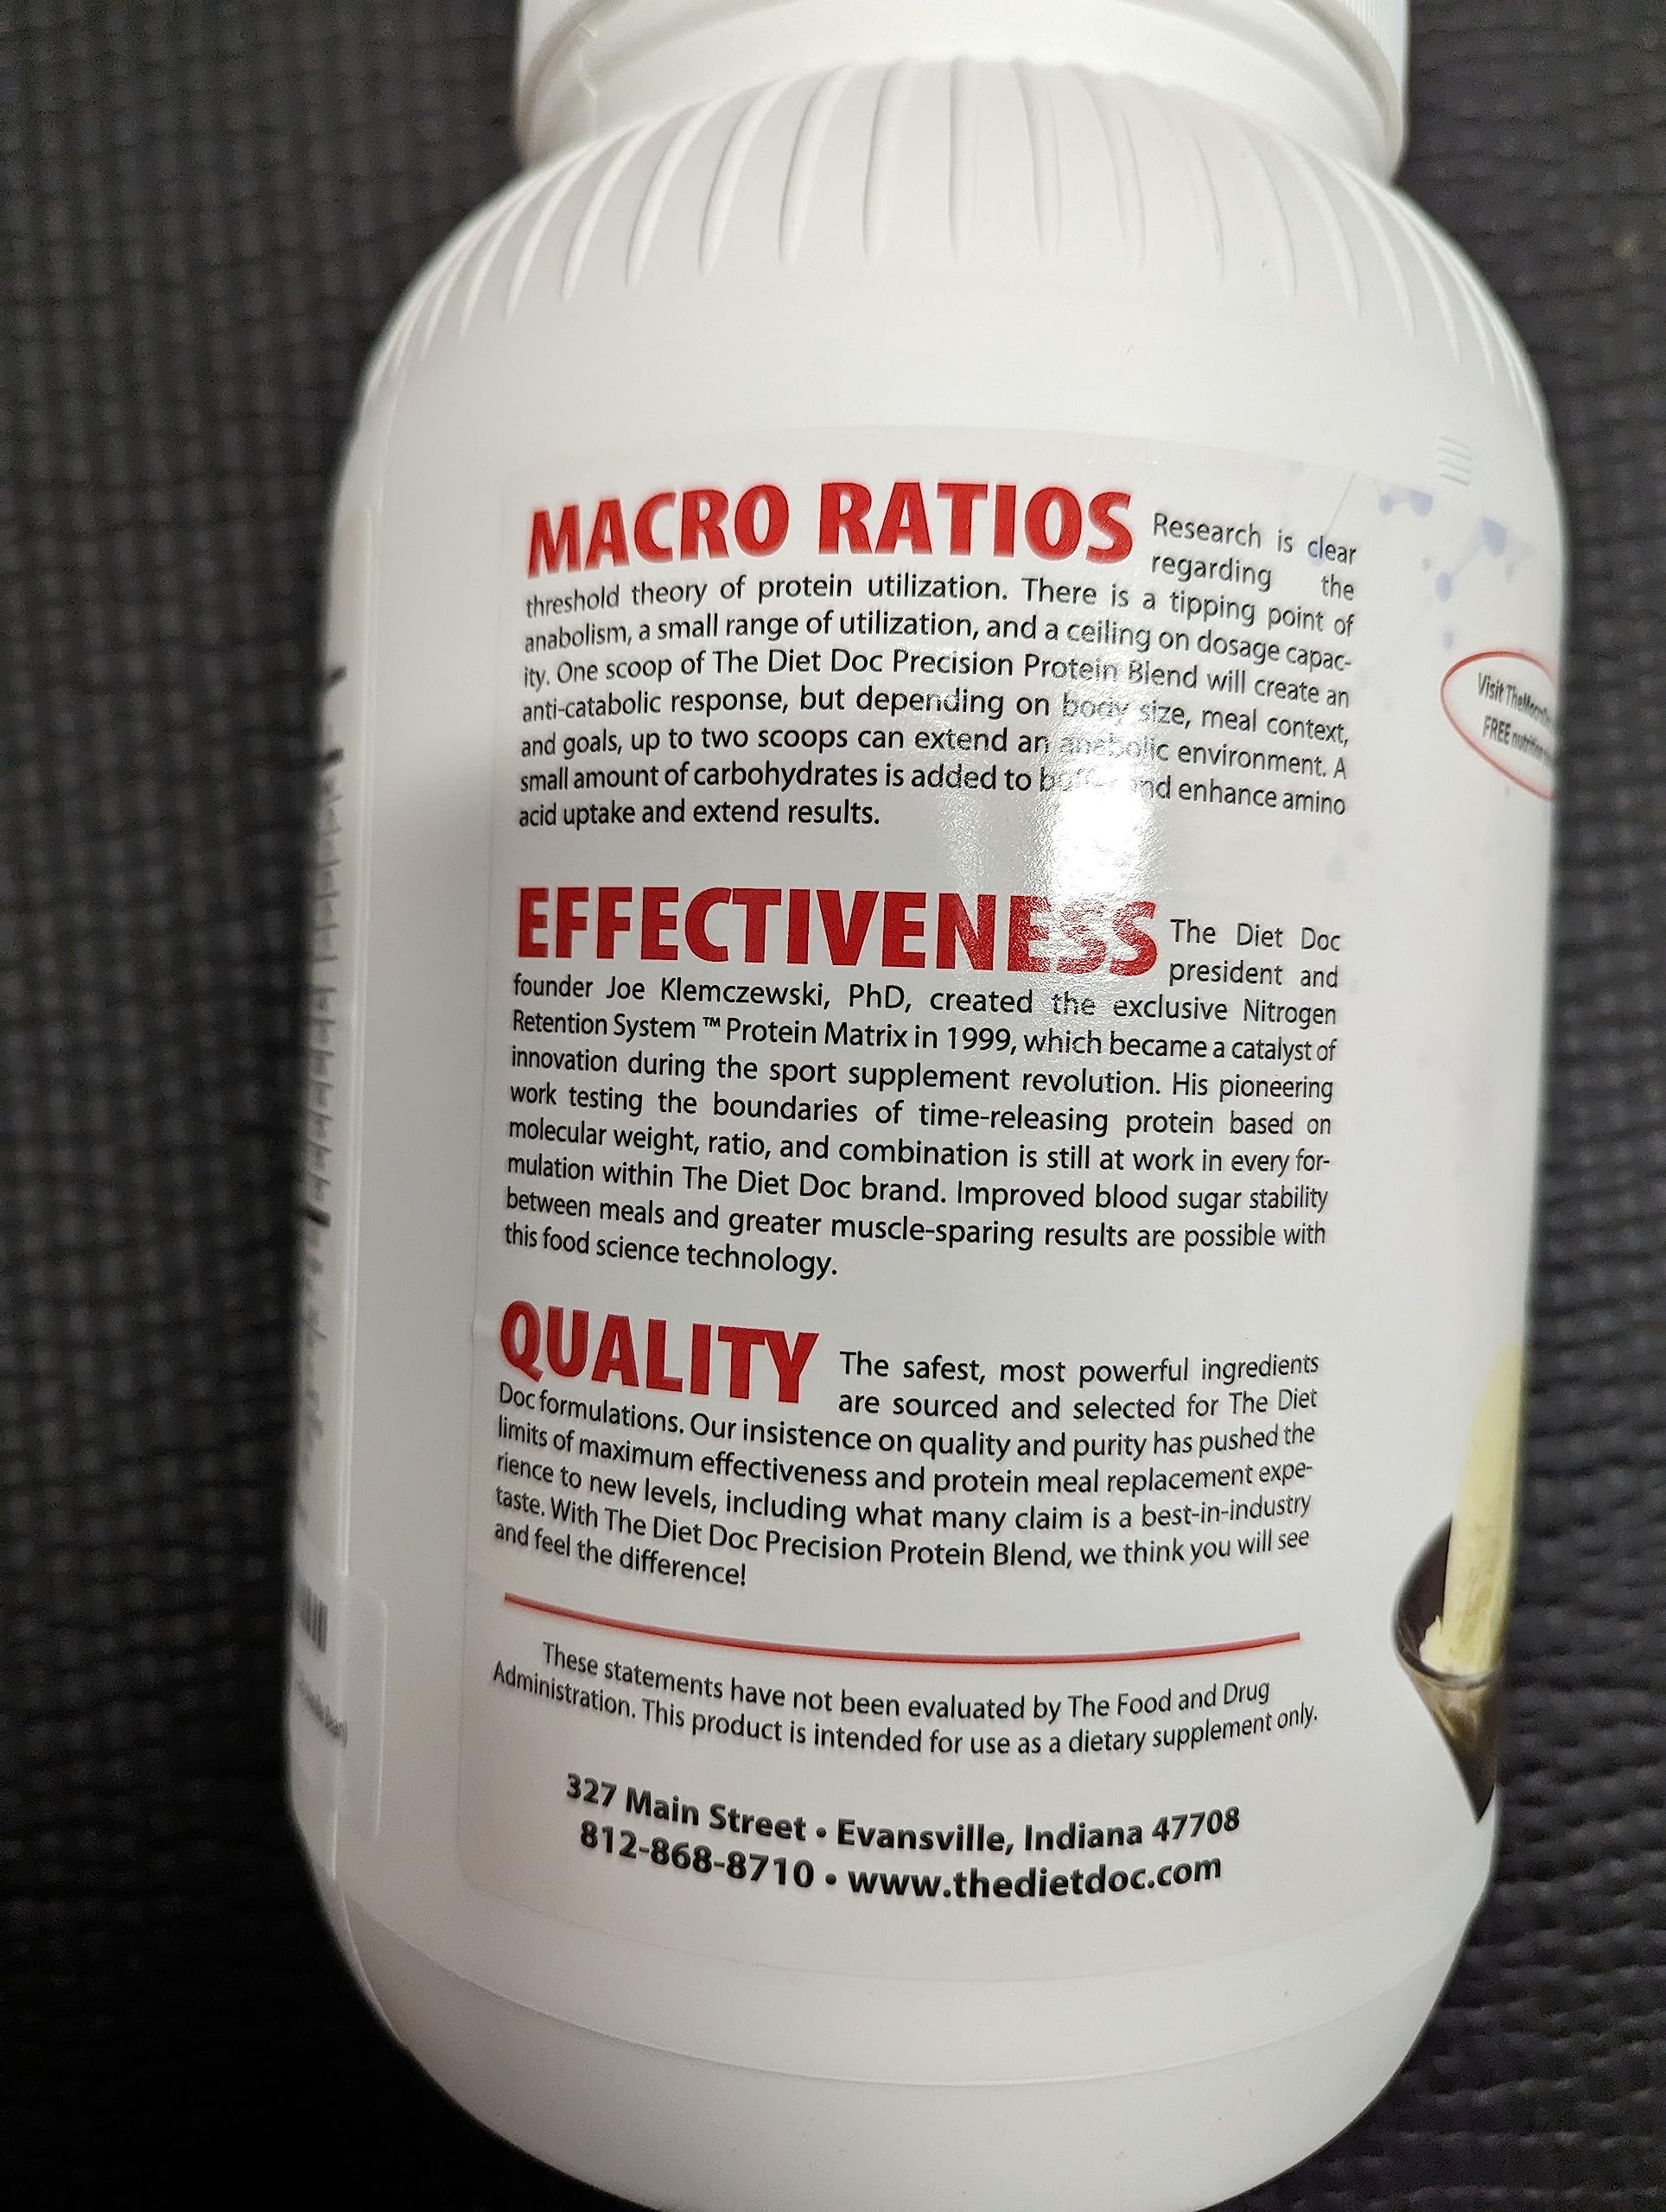 MACRO RATIOS Research is clear
regarding the
threshold theory of protein utilization. There is a tipping point of
anabolism, a small range of utilization, and a ceiling on dosage capac-
ity. One scoop of The Diet Doc Precision Protein Blend will create an
anti-catabolic response, but depending on body size, meal context,
and goals, up to two scoops can extend an anabolic environment. A
small amount of carbohydrates is added to buffer and enhance amino
acid uptake and extend results.
EFFECTIVENESS The Diet Doc
president and
founder Joe Klemczewski, PhD, created the exclusive Nitrogen
Retention System ™ Protein Matrix in 1999, which became a catalyst of
innovation during the sport supplement revolution. His pioneering
work testing the boundaries of time-releasing protein based on
molecular weight, ratio, and combination is still at work in every for-
mulation within The Diet Doc brand. Improved blood sugar stability
between meals and greater muscle-sparing results are possible with
this food science technology.
QUALITY The safest, most powerful ingredients
are sourced and selected for The Diet
Doc formulations. Our insistence on quality and purity has pushed the
limits of maximum effectiveness and protein meal replacement expe-
rience to new levels, including what many claim is a best-in-industry
taste. With The Diet Doc Precision Protein Blend, we think you will see
and feel the difference!
These statements have not been evaluated by The Food and Drug
Administration. This product is intended for use as a dietary supplement only.
327 Main Street • Evansville, Indiana 47708
812-868-8710 • www.thedietdoc.com
Visit
FREE